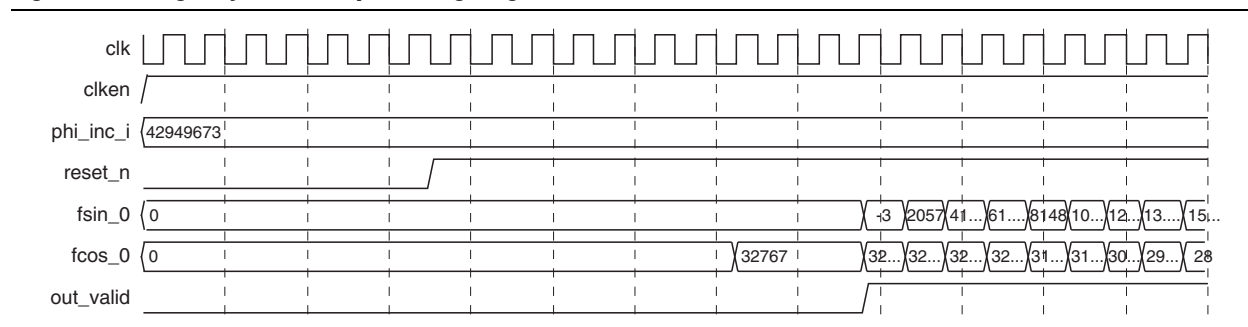 clk
clken
phi_inc_i 42949673
reset_n
fsin_0 0 -3 2057 41... 61.... 8148 10... 12... 13.... 15...
fcos_0 0 32767 32... 32... 32... 32... 31... 31... 30... 29... 28
out_valid